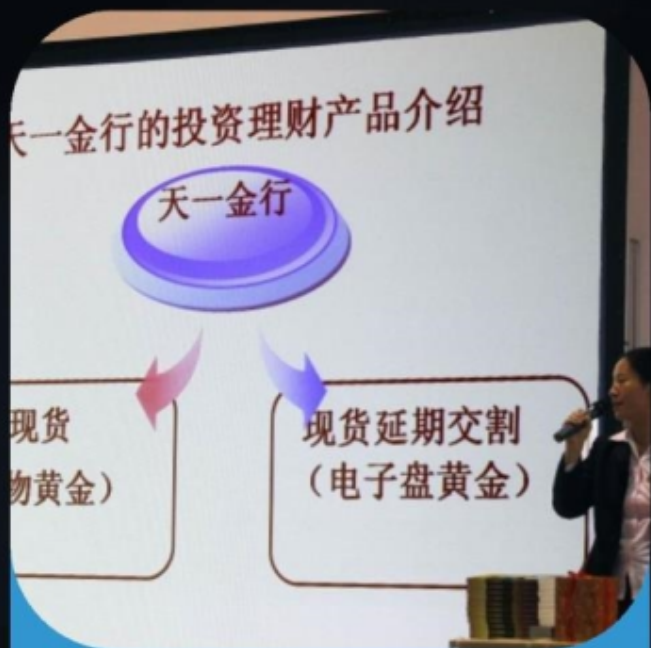 天一金行的投资理财产品介绍
天一金行
现货
物黄金）
现货延期交割
（电子盘黄金）